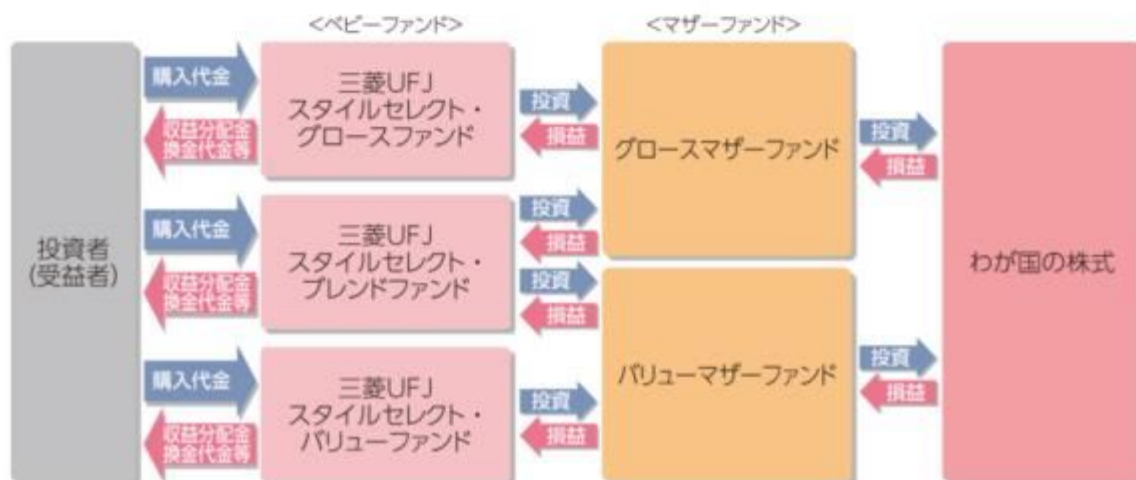 <ベビーファンド>
<マザーファンド>
購入代金
収益分配金
換金代金等
三菱UFJ
スタイルセレクト・
グロースファンド
投資
損益
グロースマザーファンド
投資
損益
投資者
(受益者)
購入代金
収益分配金
換金代金等
三菱UFJ
スタイルセレクト・
ブレンドファンド
投資
損益
投資
損益
わが国の株式
購入代金
収益分配金
換金代金等
三菱UFJ
スタイルセレクト・
バリューファンド
投資
損益
バリューマザーファンド
投資
損益